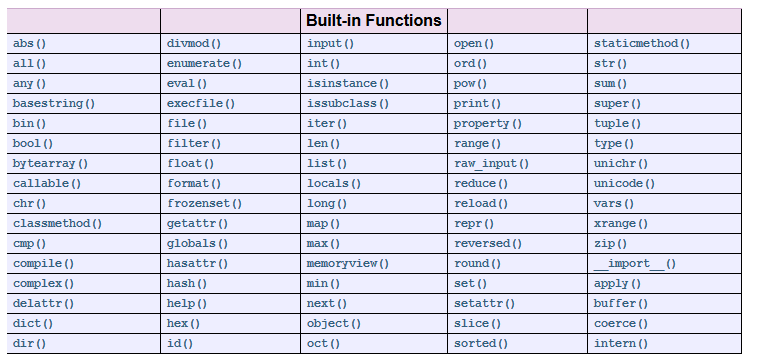 Built-in Functions
abs() divmod() input() open() staticmethod()
all() enumerate() int() ord() str()
any() eval() isinstance() pow() sum()
basestring() execfile() issubclass() print() super()
bin() file() iter() property() tuple()
bool() filter() len() range() type()
bytearray() float() list() raw_input() unichr()
callable() format() locals() reduce() unicode()
chr() frozenset() long() reload() vars()
classmethod() getattr() map() repr() xrange()
cmp() globals() max() reversed() zip()
compile() hasattr() memoryview() round() __import__()
complex() hash() min() set() apply()
delattr() help() next() setattr() buffer()
dict() hex() object() slice() coerce()
dir() id() oct() sorted() intern()